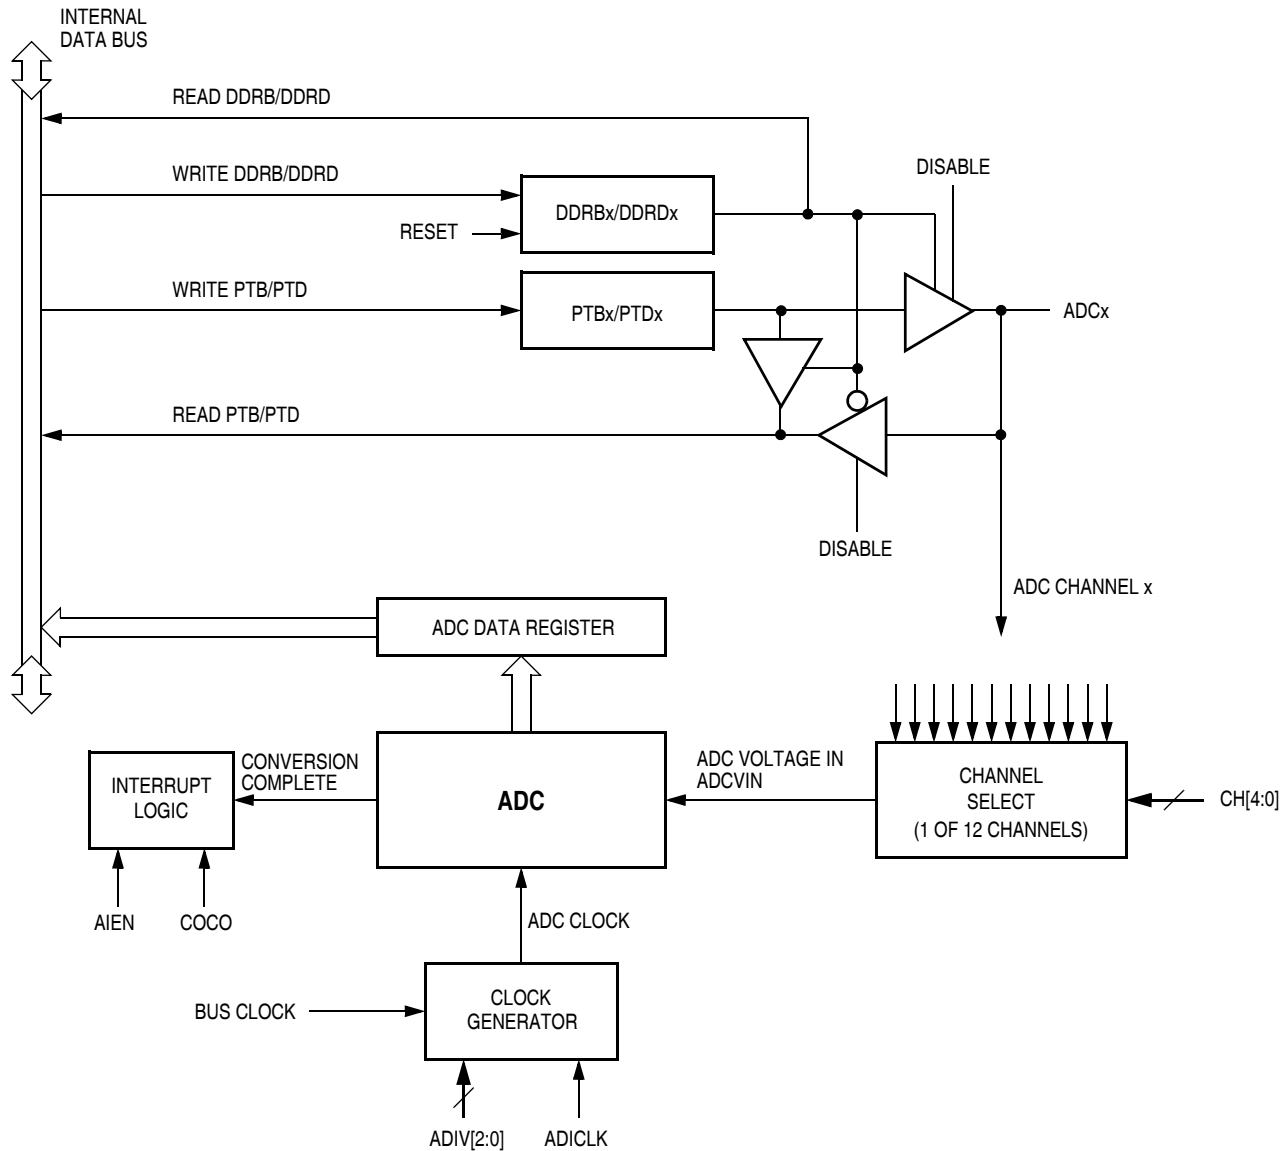 INTERNAL
DATA BUS
READ DDRB/DDRD
WRITE DDRB/DDRD
DISABLE
DDRBx/DDRDx
RESET
WRITE PTB/PTD
PTBx/PTDx
ADCx
READ PTB/PTD
DISABLE
ADC CHANNEL x
ADC DATA REGISTER
INTERRUPT
LOGIC
CONVERSION
COMPLETE
ADC
ADC VOLTAGE IN
ADCVIN
CHANNEL
SELECT
(1 OF 12 CHANNELS)
CH[4:0]
AIEN
COCO
ADC CLOCK
BUS CLOCK
CLOCK
GENERATOR
ADIV[2:0]
ADICLK